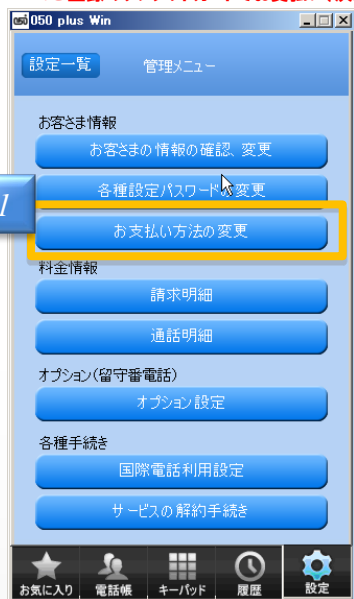 050 plus Win
設定一覧
管理メニュー
お客さま情報
お客さまの情報の確認、変更
各種設定パスワードの変更
1
お支払い方法の変更
料金情報
請求明細
通話明細
オプション(留守番電話)
オプション設定
各種手続き
国際電話利用設定
サービスの解約手続き
お気に入り 電話帳 キーパッド 履歴 設定